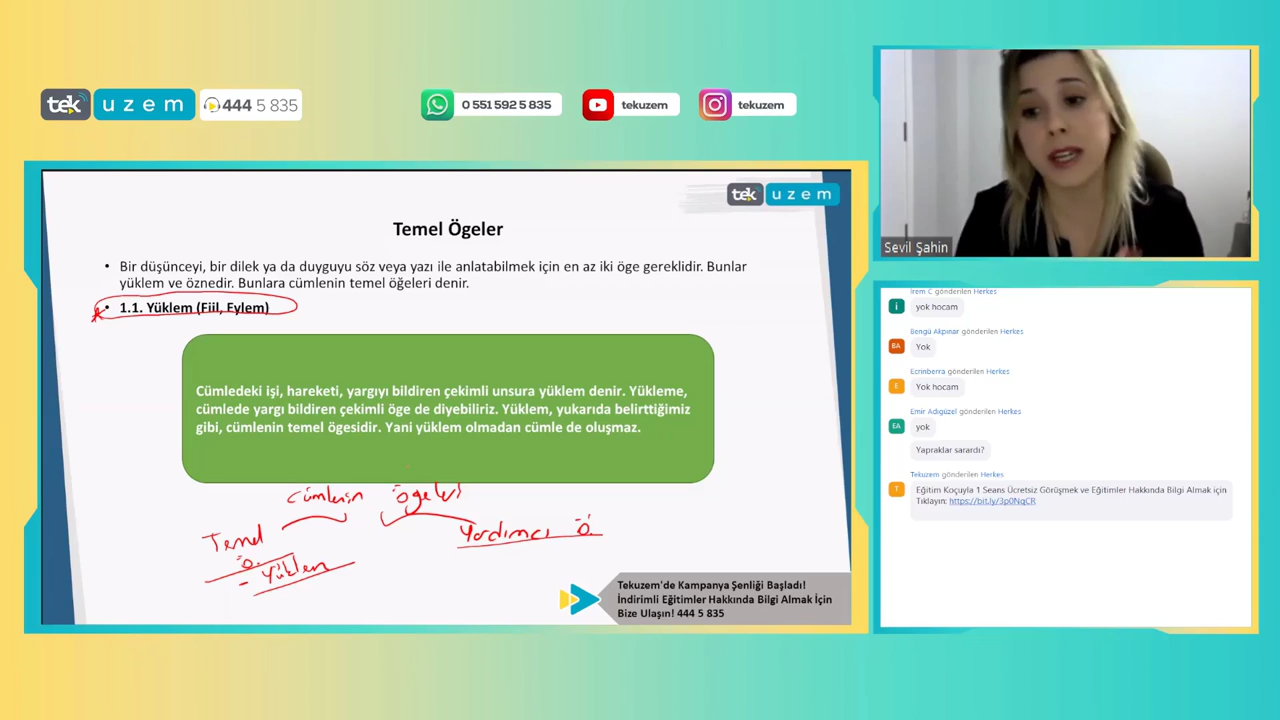 tek uzem 444 5 835
0 551 592 5 835
tekuzem
tekuzem
tek uzem
Temel Ögeler
• Bir düşünceyi, bir dilek ya da duyguyu söz veya yazı ile anlatabilmek için en az iki öge gereklidir. Bunlar
yüklem ve öznedir. Bunlara cümlenin temel öğeleri denir.
• 1.1. Yüklem (Fiil, Eylem)
Cümledeki işi, hareketi, yargıyı bildiren çekimli unsura yüklem denir. Yükleme,
cümlede yargı bildiren çekimli öge de diyebiliriz. Yüklem, yukarıda belirttiğimiz
gibi, cümlenin temel ögesidir. Yani yüklem olmadan cümle de oluşmaz.
Cümlenin ögeleri
Temel Ö.
Yardımcı Ö.
- Yüklem
Tekuzem'de Kampanya Şenliği Başladı!
İndirimli Eğitimler Hakkında Bilgi Almak İçin
Bize Ulaşın! 444 5 835
Sevil Şahin
İrem C gönderilen Herkes
İ yok hocam
Bengü Akpınar gönderilen Herkes
BA Yok
Ecrinberra gönderilen Herkes
E Yok hocam
Emir Adıgüzel gönderilen Herkes
EA yok
Yapraklar sarardı?
Tekuzem gönderilen Herkes
T Eğitim Koçuyla 1 Seans Ücretsiz Görüşmek ve Eğitimler Hakkında Bilgi Almak için
Tıklayın: https://bit.ly/3p0NqCR